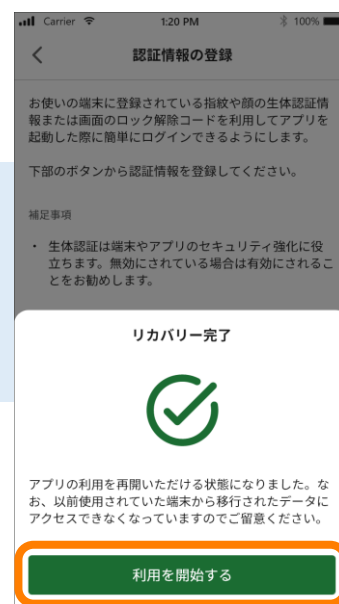 Carrier 1:20 PM 100%
認証情報の登録
お使いの端末に登録されている指紋や顔の生体認証情
報または画面のロック解除コードを利用してアプリを
起動した際に簡単にログインできるようにします。
下部のボタンから認証情報を登録してください。
補足事項
・ 生体認証は端末やアプリのセキュリティ強化に役
立ちます。無効にされている場合は有効にされるこ
とをお勧めします。
リカバリー完了
アプリの利用を再開いただける状態になりました。な
お、以前使用されていた端末から移行されたデータに
アクセスできなくなっていますのでご留意ください。
利用を開始する